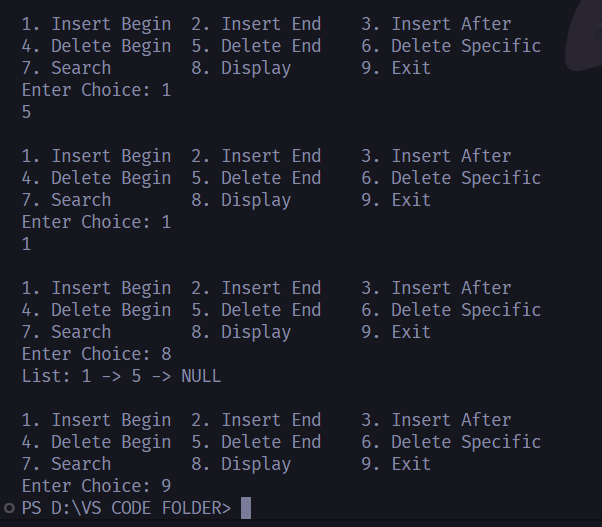 1. Insert Begin  2. Insert End    3. Insert After
4. Delete Begin  5. Delete End    6. Delete Specific
7. Search        8. Display       9. Exit
Enter Choice: 1
5
1. Insert Begin  2. Insert End    3. Insert After
4. Delete Begin  5. Delete End    6. Delete Specific
7. Search        8. Display       9. Exit
Enter Choice: 1
1
1. Insert Begin  2. Insert End    3. Insert After
4. Delete Begin  5. Delete End    6. Delete Specific
7. Search        8. Display       9. Exit
Enter Choice: 8
List: 1 -> 5 -> NULL
1. Insert Begin  2. Insert End    3. Insert After
4. Delete Begin  5. Delete End    6. Delete Specific
7. Search        8. Display       9. Exit
Enter Choice: 9
PS D:\VS CODE FOLDER>